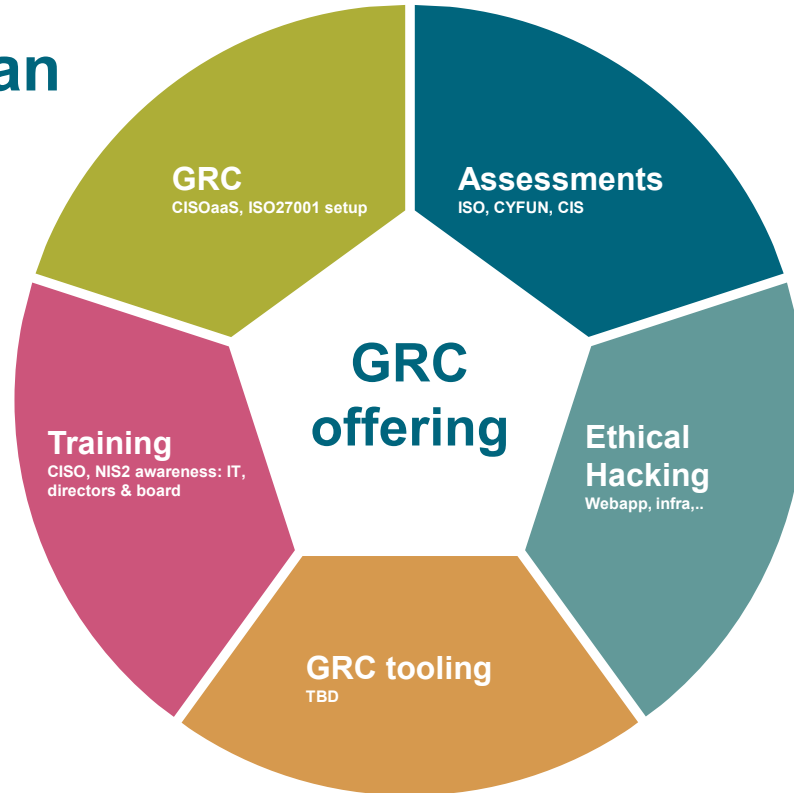 an
GRC
CISOaaS, ISO27001 setup
Assessments
ISO, CYFUN, CIS
GRC
offering
Training
CISO, NIS2 awareness: IT,
directors & board
Ethical
Hacking
Webapp, infra,..
GRC tooling
TBD